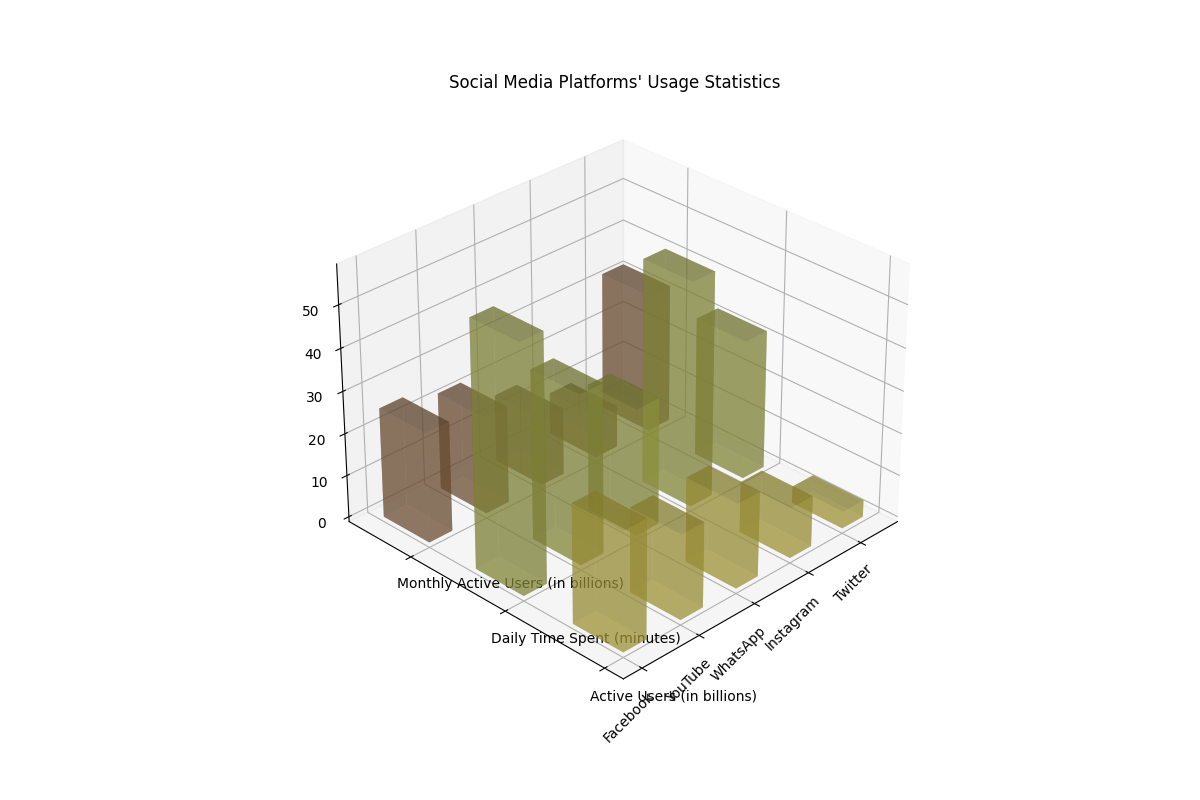 Social Media Platforms' Usage Statistics
50
40
30
20
10
0
Monthly Active Users (in billions)
Daily Time Spent (minutes)
Active Users (in billions)
Facebook
YouTube
WhatsApp
Instagram
Twitter